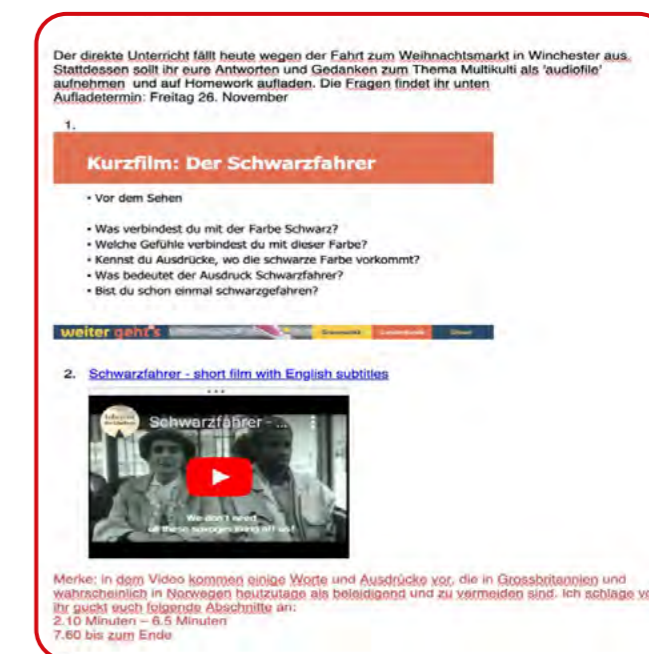 Der direkte Unterricht fällt heute wegen der Fahrt zum Weihnachtsmarkt in Winchester aus.
Stattdessen sollt ihr eure Antworten und Gedanken zum Thema Multikulti als 'audiofile'
aufnehmen und auf Homework aufladen. Die Fragen findet ihr unten
Aufladetermin: Freitag 26. November
1.
Kurzfilm: Der Schwarzfahrer
• Vor dem Sehen
• Was verbindest du mit der Farbe Schwarz?
• Welche Gefühle verbindest du mit dieser Farbe?
• Kennst du Ausdrücke, wo die schwarze Farbe vorkommt?
• Was bedeutet der Ausdruck Schwarzfahrer?
• Bist du schon einmal schwarzgefahren?
weiter geht's
2. Schwarzfahrer - short film with English subtitles
Schwarzfahrer - ...
We don't need
all these savages living off us!
Merke: in dem Video kommen einige Worte und Ausdrücke vor, die in Grossbritannien und
wahrscheinlich in Norwegen heutzutage als beleidigend und zu vermeiden sind. Ich schlage vo
ihr guckt euch folgende Abschnitte an:
2.10 Minuten – 6.5 Minuten
7.60 bis zum Ende